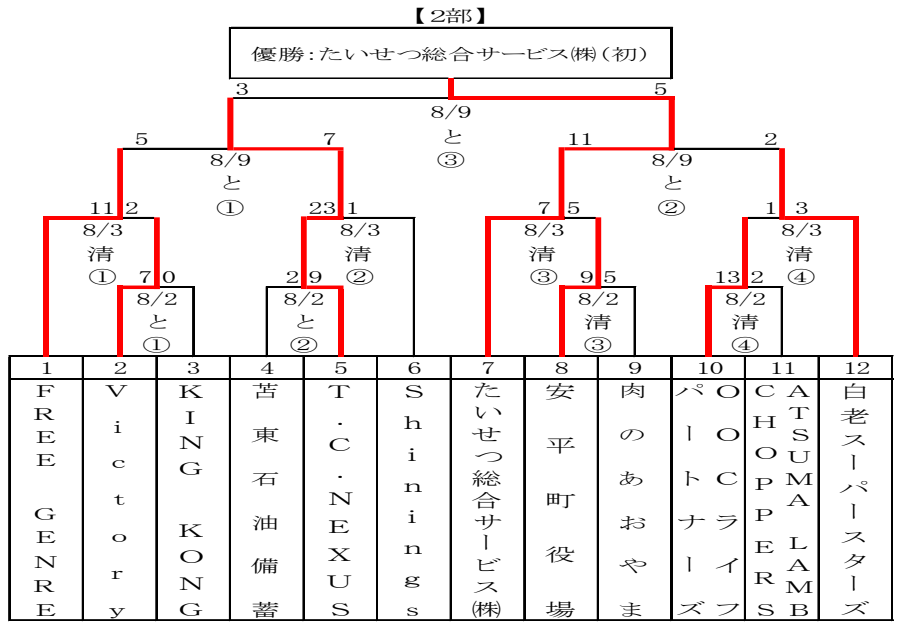 【2部】
優勝：たいせつ総合サービス㈱（初）
3 5
8/9
と
③
5 7 11 2
8/9 8/9
と と
① ②
11 2 23 1 7 5 1 3
8/3 8/3 8/3 8/3
清 清 清 清
① ② ③ ④
7 0 2 9 9 5 13 2
8/2 8/2 8/2 8/2
と と 清 清
① ② ③ ④
1 2 3 4 5 6 7 8 9 10 11 12
FREE GENRE
Victory
KING KONG
苫東石油備蓄
T.C.NEXUS
Shinings
たいせつ総合サービス㈱
安平町役場
肉のあおやま
OOCライフ
パートナーズ
ATSUMA LAMB
CHOPPERS
白老スーパースターズ